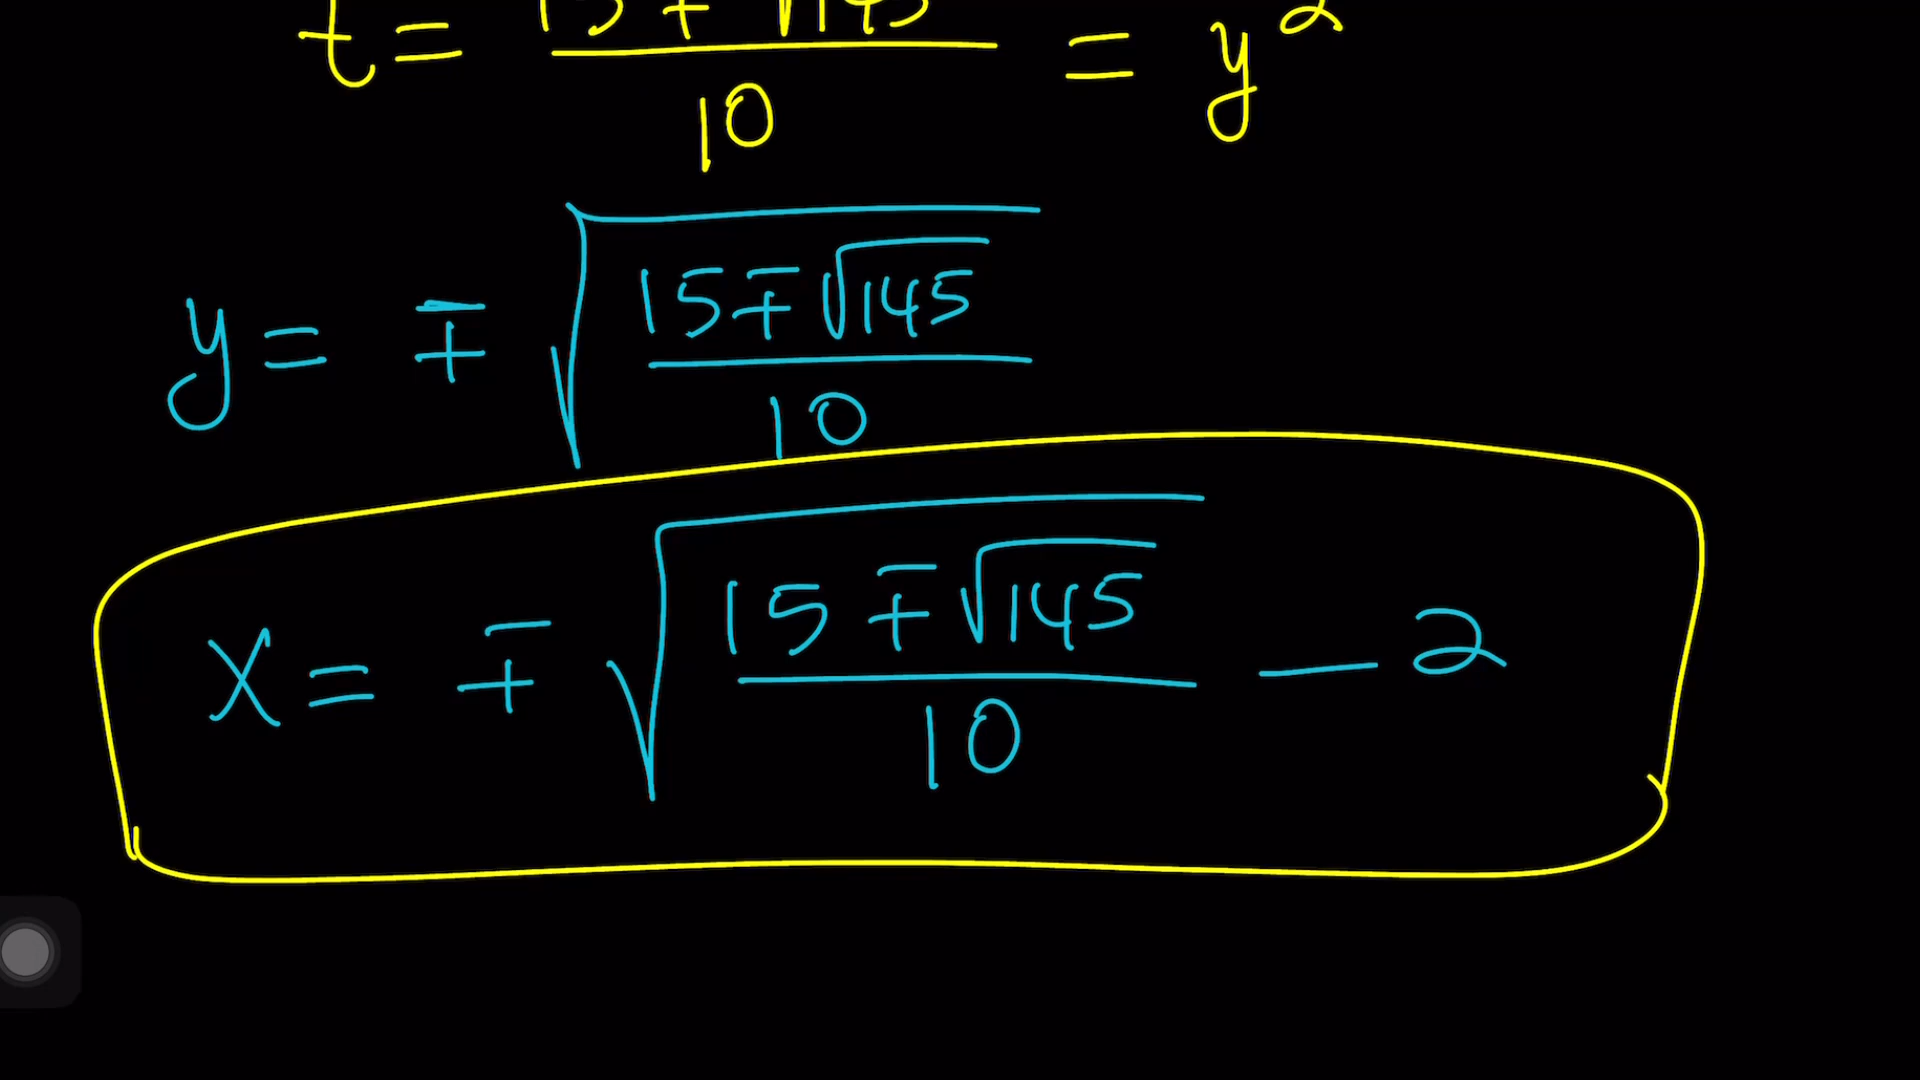 t = (15 ∓ √145)/10 = y²
y = ∓ √((15 ∓ √145)/10)
x = ∓ √((15 ∓ √145)/10) — 2